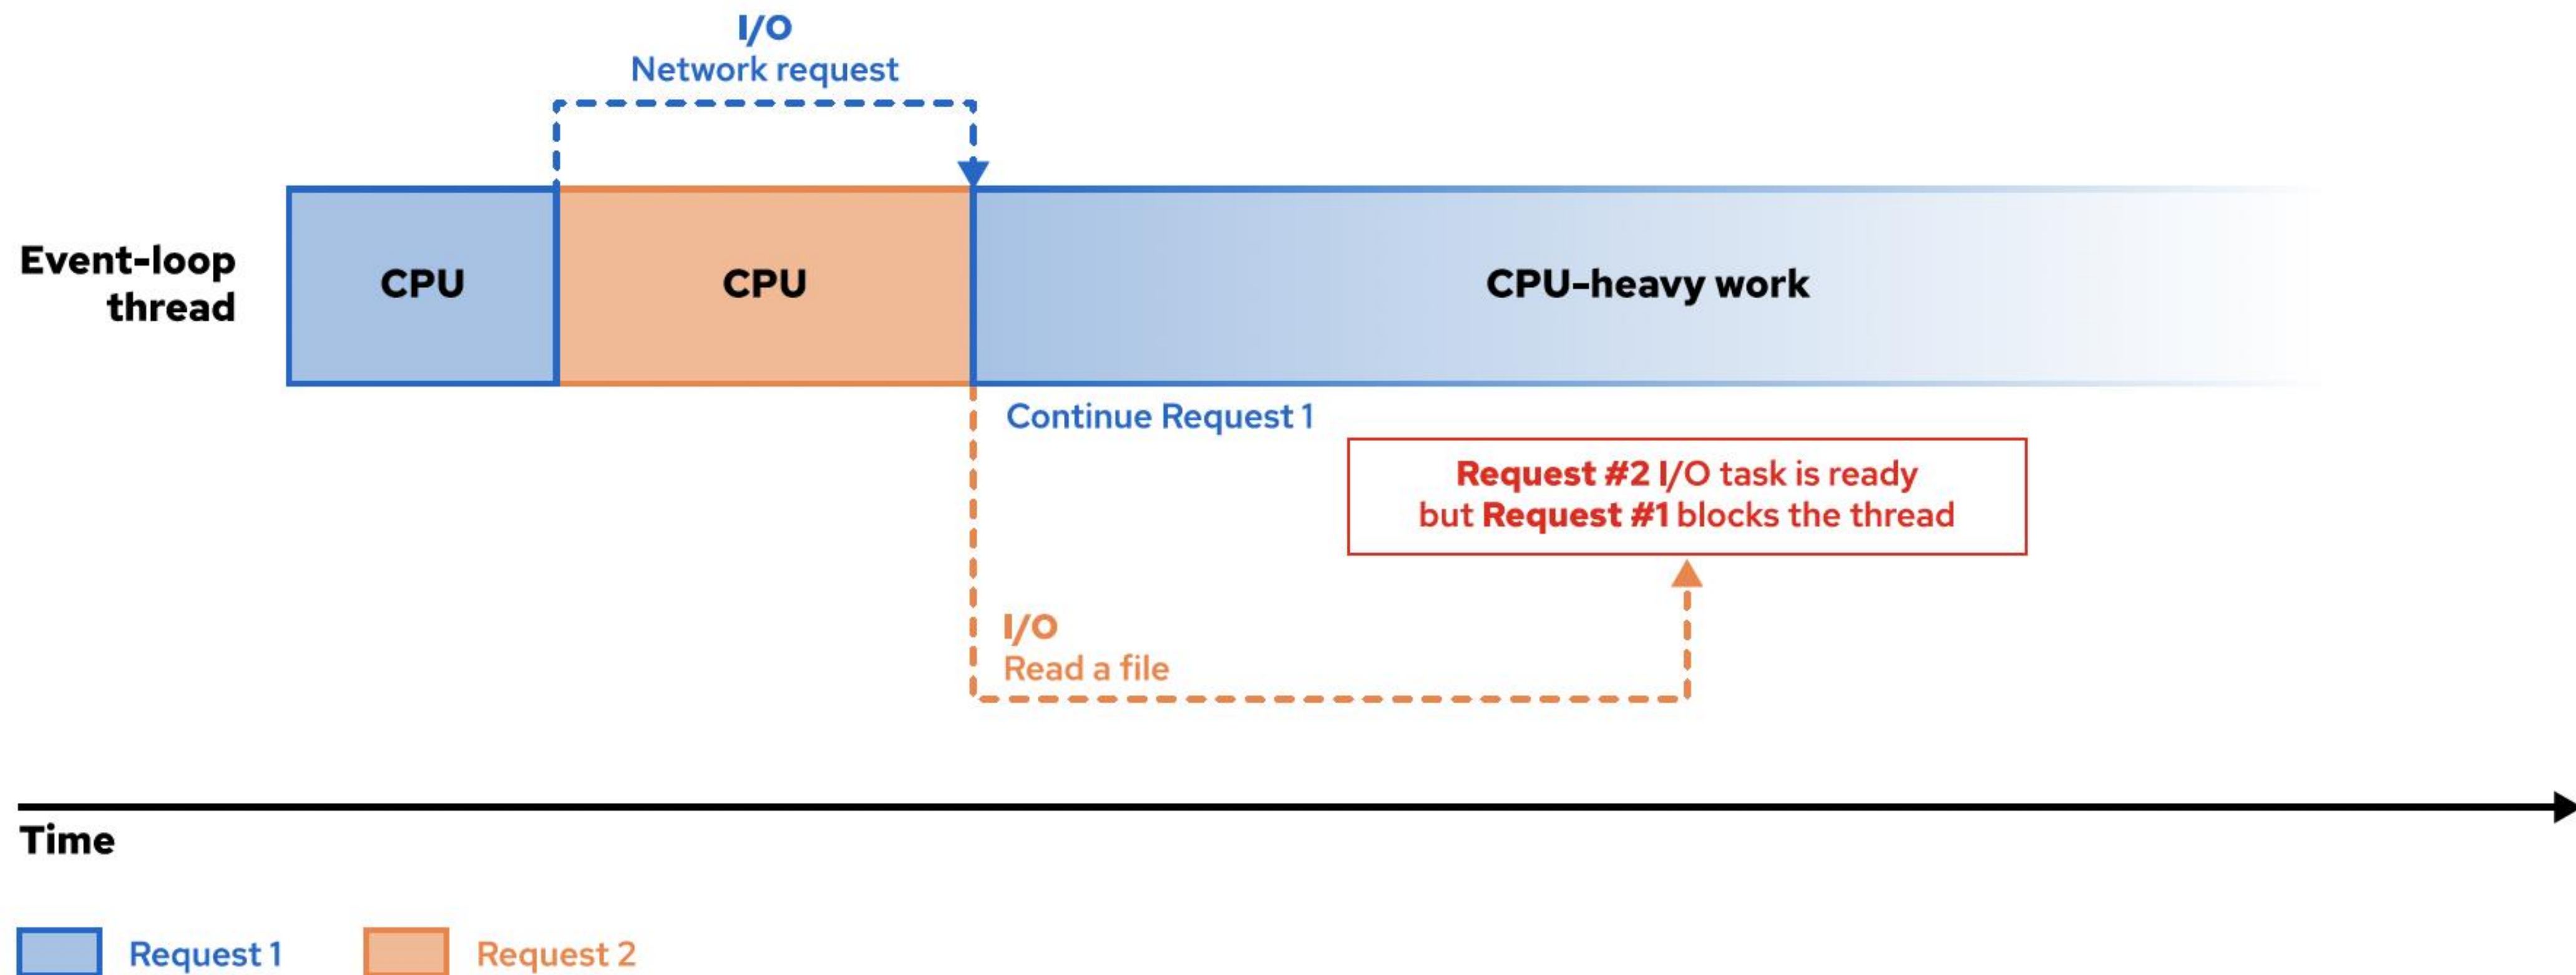 I/O
Network request
Event-loop
thread
CPU
CPU
CPU-heavy work
Continue Request 1
Request #2 I/O task is ready
but Request #1 blocks the thread
I/O
Read a file
Time
Request 1
Request 2